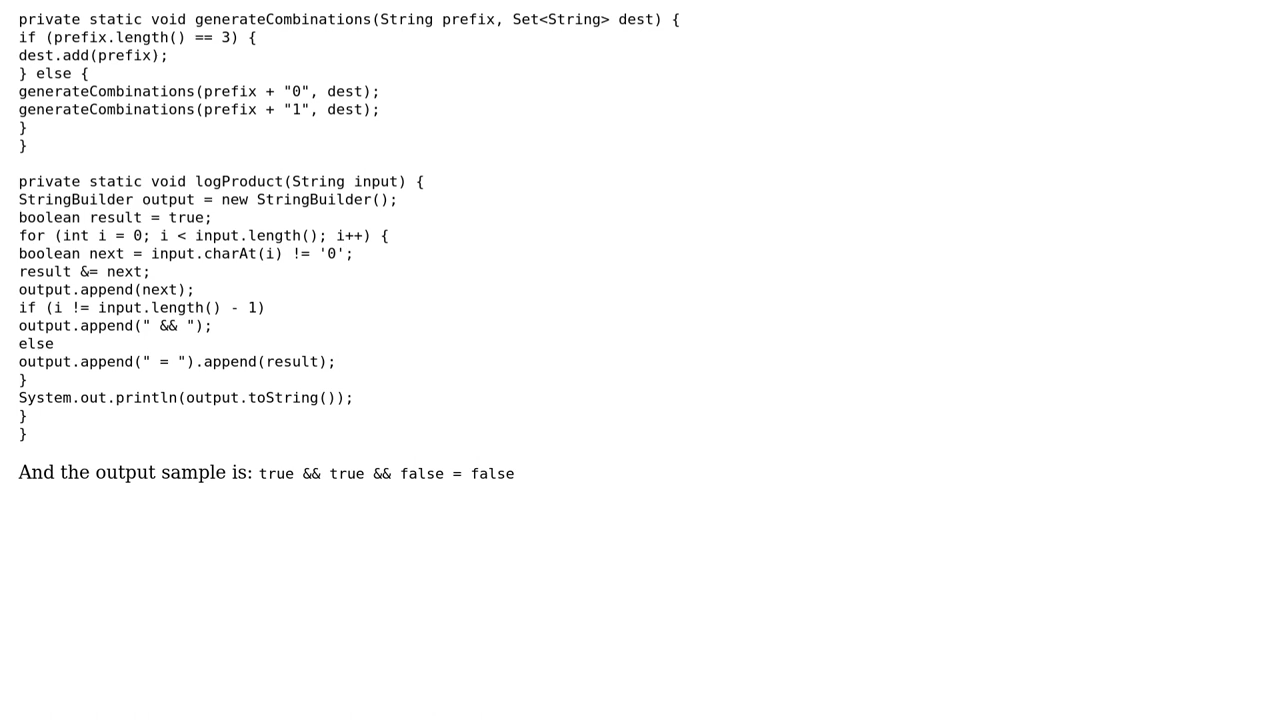 private static void generateCombinations(String prefix, Set<String> dest) {
if (prefix.length() == 3) {
dest.add(prefix);
} else {
generateCombinations(prefix + "0", dest);
generateCombinations(prefix + "1", dest);
}
}

private static void logProduct(String input) {
StringBuilder output = new StringBuilder();
boolean result = true;
for (int i = 0; i < input.length(); i++) {
boolean next = input.charAt(i) != '0';
result &= next;
output.append(next);
if (i != input.length() - 1)
output.append(" && ");
else
output.append(" = ").append(result);
}
System.out.println(output.toString());
}
}

And the output sample is: true && true && false = false